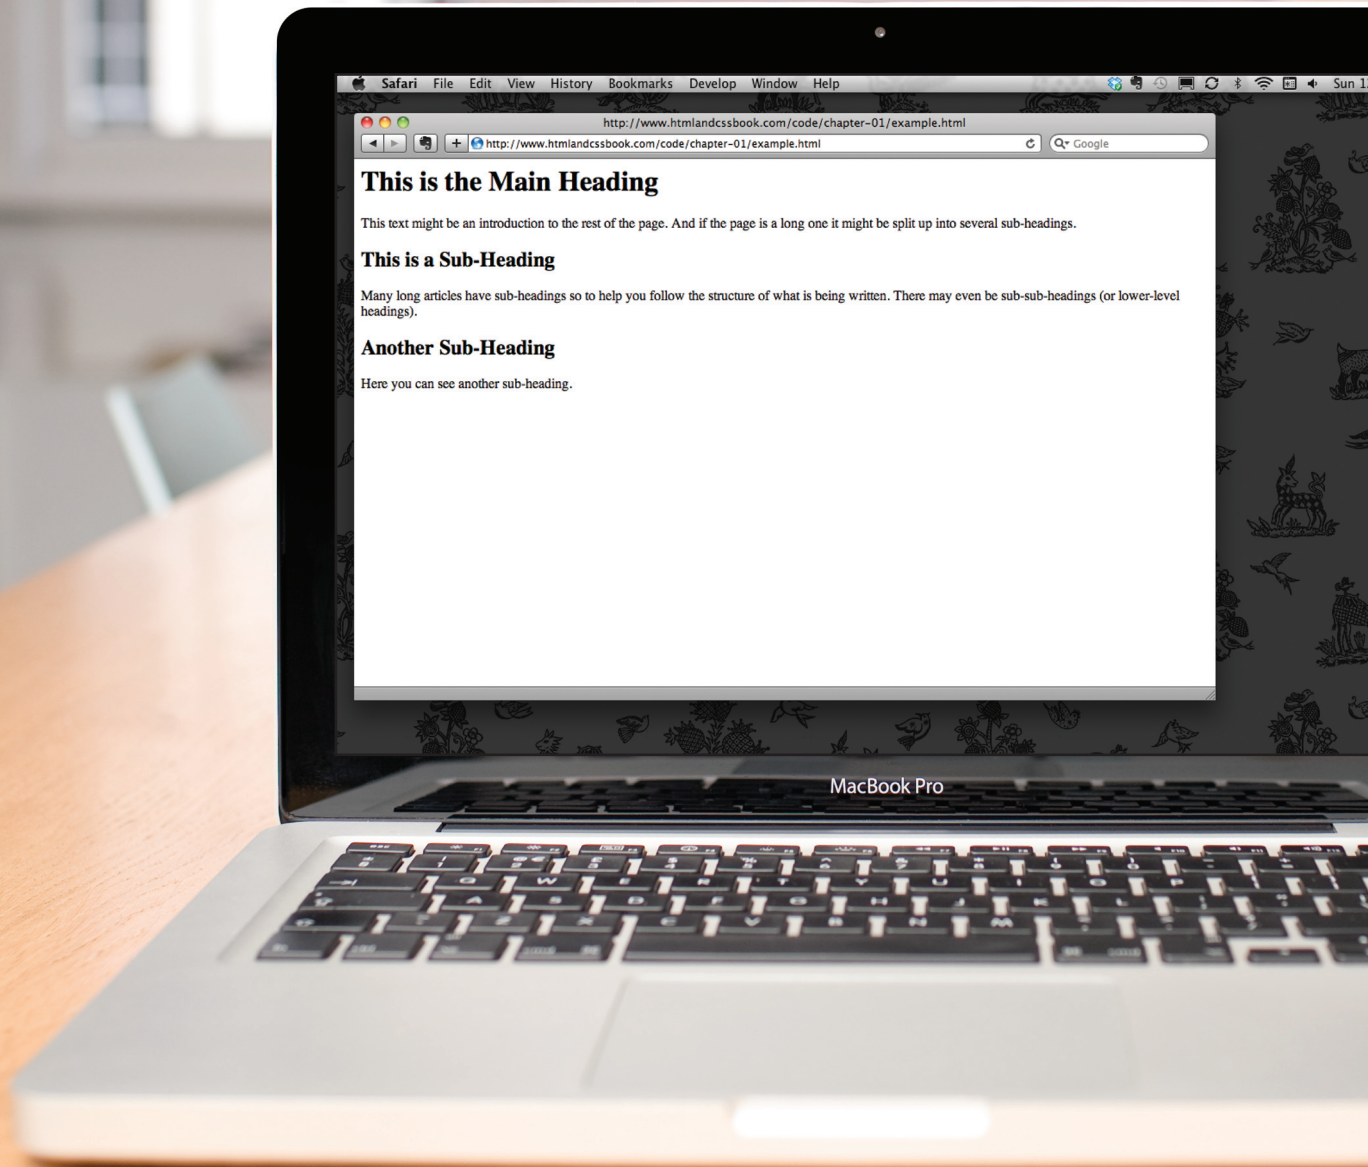 Safari File Edit View History Bookmarks Develop Window Help Sun 1
http://www.htmlandcssbook.com/code/chapter-01/example.html
http://www.htmlandcssbook.com/code/chapter-01/example.html Google
This is the Main Heading
This text might be an introduction to the rest of the page. And if the page is a long one it might be split up into several sub-headings.
This is a Sub-Heading
Many long articles have sub-headings so to help you follow the structure of what is being written. There may even be sub-sub-headings (or lower-level
headings).
Another Sub-Heading
Here you can see another sub-heading.
MacBook Pro
Q W E R T Y U I O P
A S D F G H J K L
Z X C V B N M